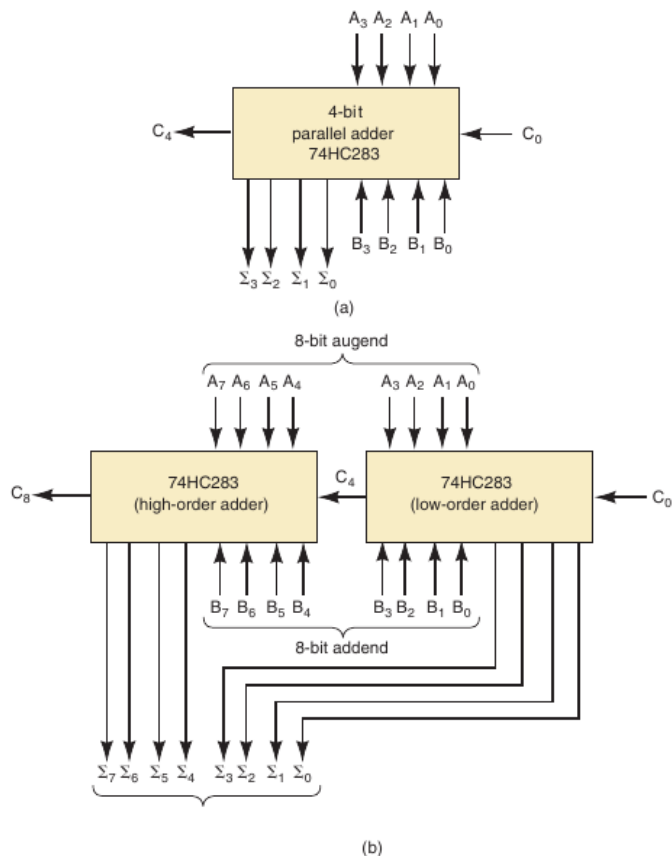 A₃ A₂ A₁ A₀
4-bit
parallel adder
74HC283
C₄
C₀
B₃ B₂ B₁ B₀
Σ₃ Σ₂ Σ₁ Σ₀
(a)
8-bit augend
A₇ A₆ A₅ A₄
A₃ A₂ A₁ A₀
C₈
74HC283
(high-order adder)
C₄
74HC283
(low-order adder)
C₀
B₇ B₆ B₅ B₄
B₃ B₂ B₁ B₀
8-bit addend
Σ₇ Σ₆ Σ₅ Σ₄ Σ₃ Σ₂ Σ₁ Σ₀
(b)